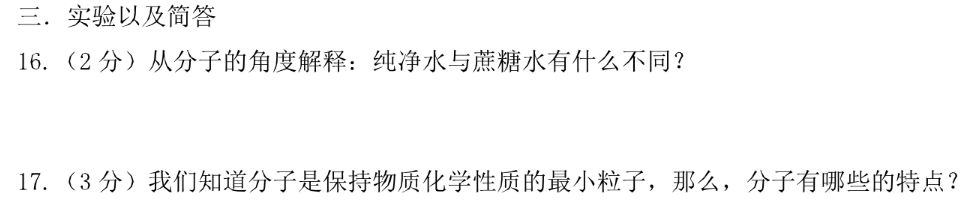 三．实验以及简答
16.（2 分）从分子的角度解释：纯净水与蔗糖水有什么不同？
17.（3 分）我们知道分子是保持物质化学性质的最小粒子，那么，分子有哪些的特点？